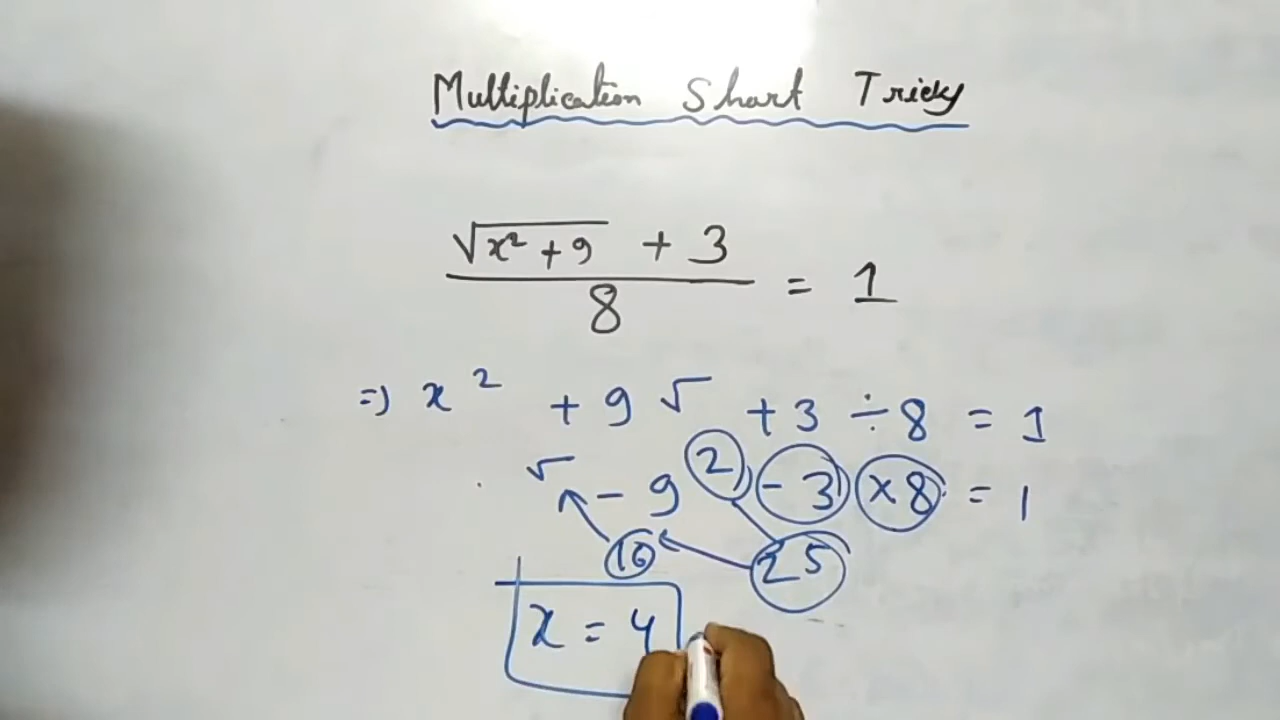 Multiplication Short Tricky
√x² + 9 + 3
8
= 1
=) x² + 9 √ + 3 ÷ 8 = 1
√ - 9 2 - 3 × 8 = 1
16 25
x = 4